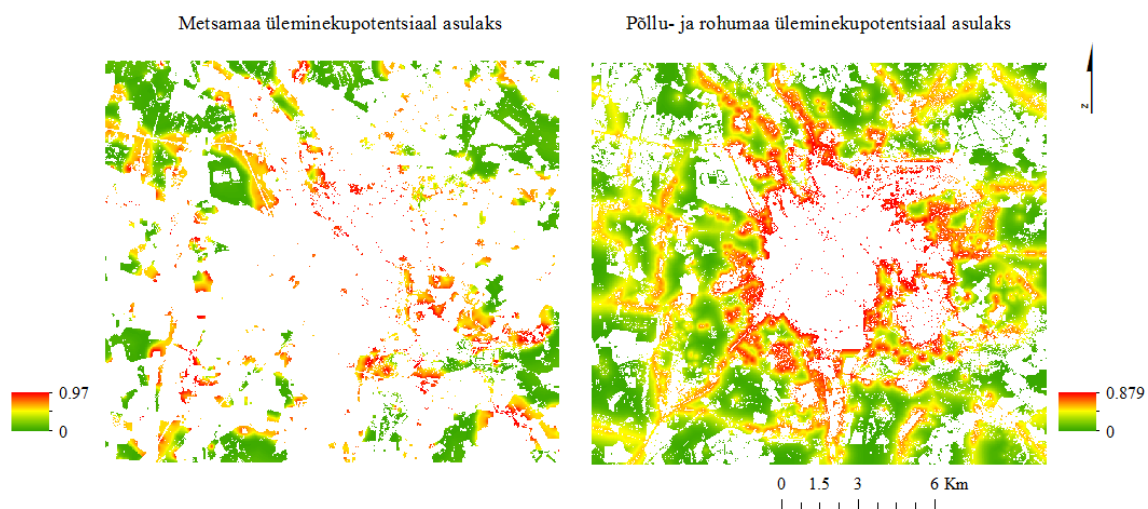 Metsamaa üleminekupotentsiaal asulaks
Põllu- ja rohumaa üleminekupotentsiaal asulaks
z
0.97
0
0.879
0
0 1.5 3 6 Km